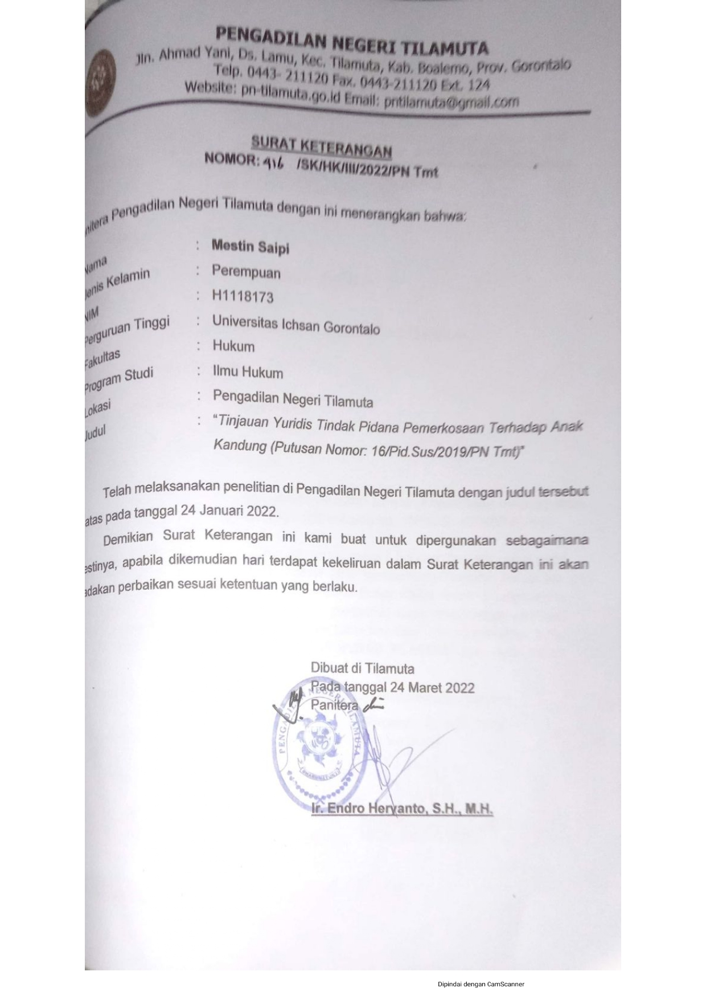 PENGADILAN NEGERI TILAMUTA
Jln. Ahmad Yani, Ds. Lamu, Kec. Tilamuta, Kab. Boalemo, Prov. Gorontalo
Telp. 0443- 211120 Fax. 0443-211120 Ext. 124
Website: pn-tilamuta.go.id Email: pntilamuta@gmail.com
SURAT KETERANGAN
NOMOR: 416 /SK/HK/III/2022/PN Tmt
nitera Pengadilan Negeri Tilamuta dengan ini menerangkan bahwa:
Nama : Mestin Saipi
Jenis Kelamin : Perempuan
NIM : H1118173
Perguruan Tinggi : Universitas Ichsan Gorontalo
Fakultas : Hukum
Program Studi : Ilmu Hukum
Lokasi : Pengadilan Negeri Tilamuta
Judul : “Tinjauan Yuridis Tindak Pidana Pemerkosaan Terhadap Anak
Kandung (Putusan Nomor: 16/Pid.Sus/2019/PN Tmt)”
Telah melaksanakan penelitian di Pengadilan Negeri Tilamuta dengan judul tersebut
atas pada tanggal 24 Januari 2022.
Demikian Surat Keterangan ini kami buat untuk dipergunakan sebagaimana
estinya, apabila dikemudian hari terdapat kekeliruan dalam Surat Keterangan ini akan
adakan perbaikan sesuai ketentuan yang berlaku.
Dibuat di Tilamuta
Pada tanggal 24 Maret 2022
Panitera
PENGADILAN NEGERI TILAMUTA
Ir. Endro Heryanto, S.H., M.H.
Dipindai dengan CamScanner